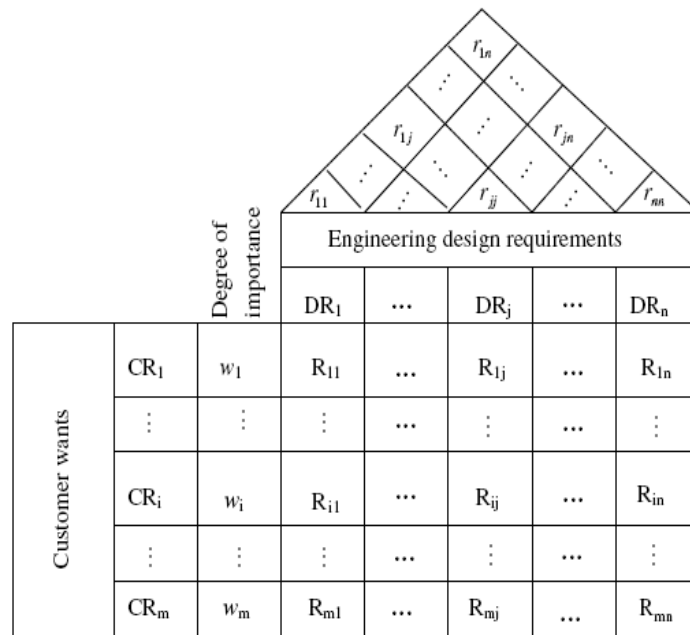 r1n
⋰ ⋱
r1j ⋰ rjn
⋰ ⋰ ⋰ ⋱
r11 ⋰ rjj ⋰ rnn
Degree of
importance
Engineering design requirements
DR1 ... DRj ... DRn
Customer wants
CR1 w1 R11 ... R1j ... R1n
⋮ ⋮ ⋮ ... ⋮ ... ⋮
CRi wi Ri1 ... Rij ... Rin
⋮ ⋮ ⋮ ... ⋮ ... ⋮
CRm wm Rm1 ... Rmj ... Rmn